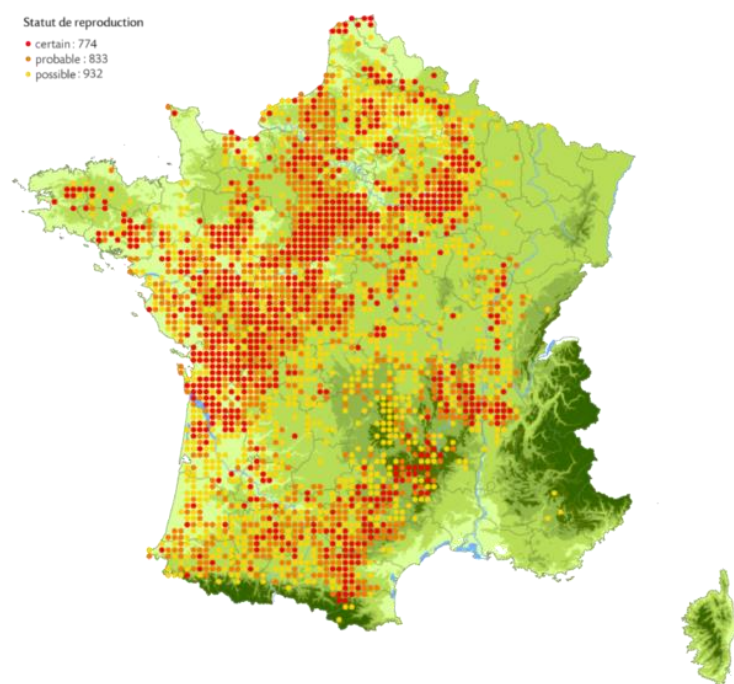 Statut de reproduction
certain : 774
probable : 833
possible : 932